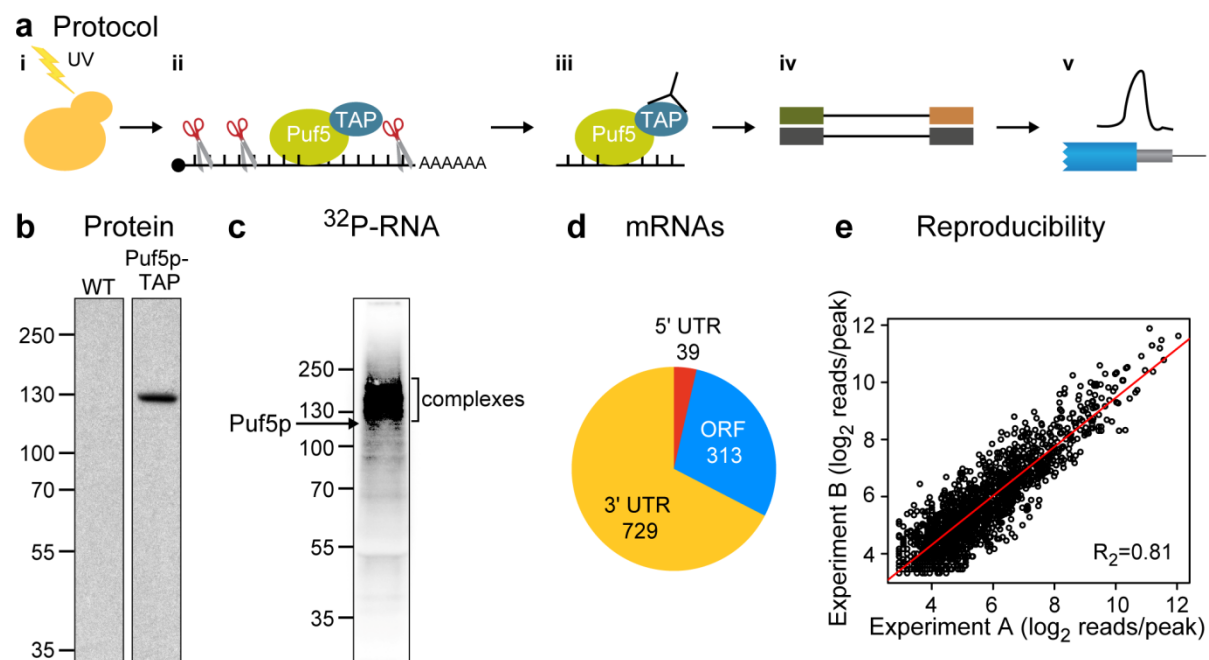 a Protocol
i
UV
ii
Puf5
TAP
AAAAAA
iii
Puf5
TAP
iv
v
b Protein
WT
Puf5p-
TAP
250
130
100
70
55
35
c ³²P-RNA
250
130
Puf5p
100
70
55
35
complexes
d mRNAs
5' UTR
39
ORF
313
3' UTR
729
e Reproducibility
Experiment B (log₂ reads/peak)
12
10
8
6
4
R₂=0.81
4 6 8 10 12
Experiment A (log₂ reads/peak)